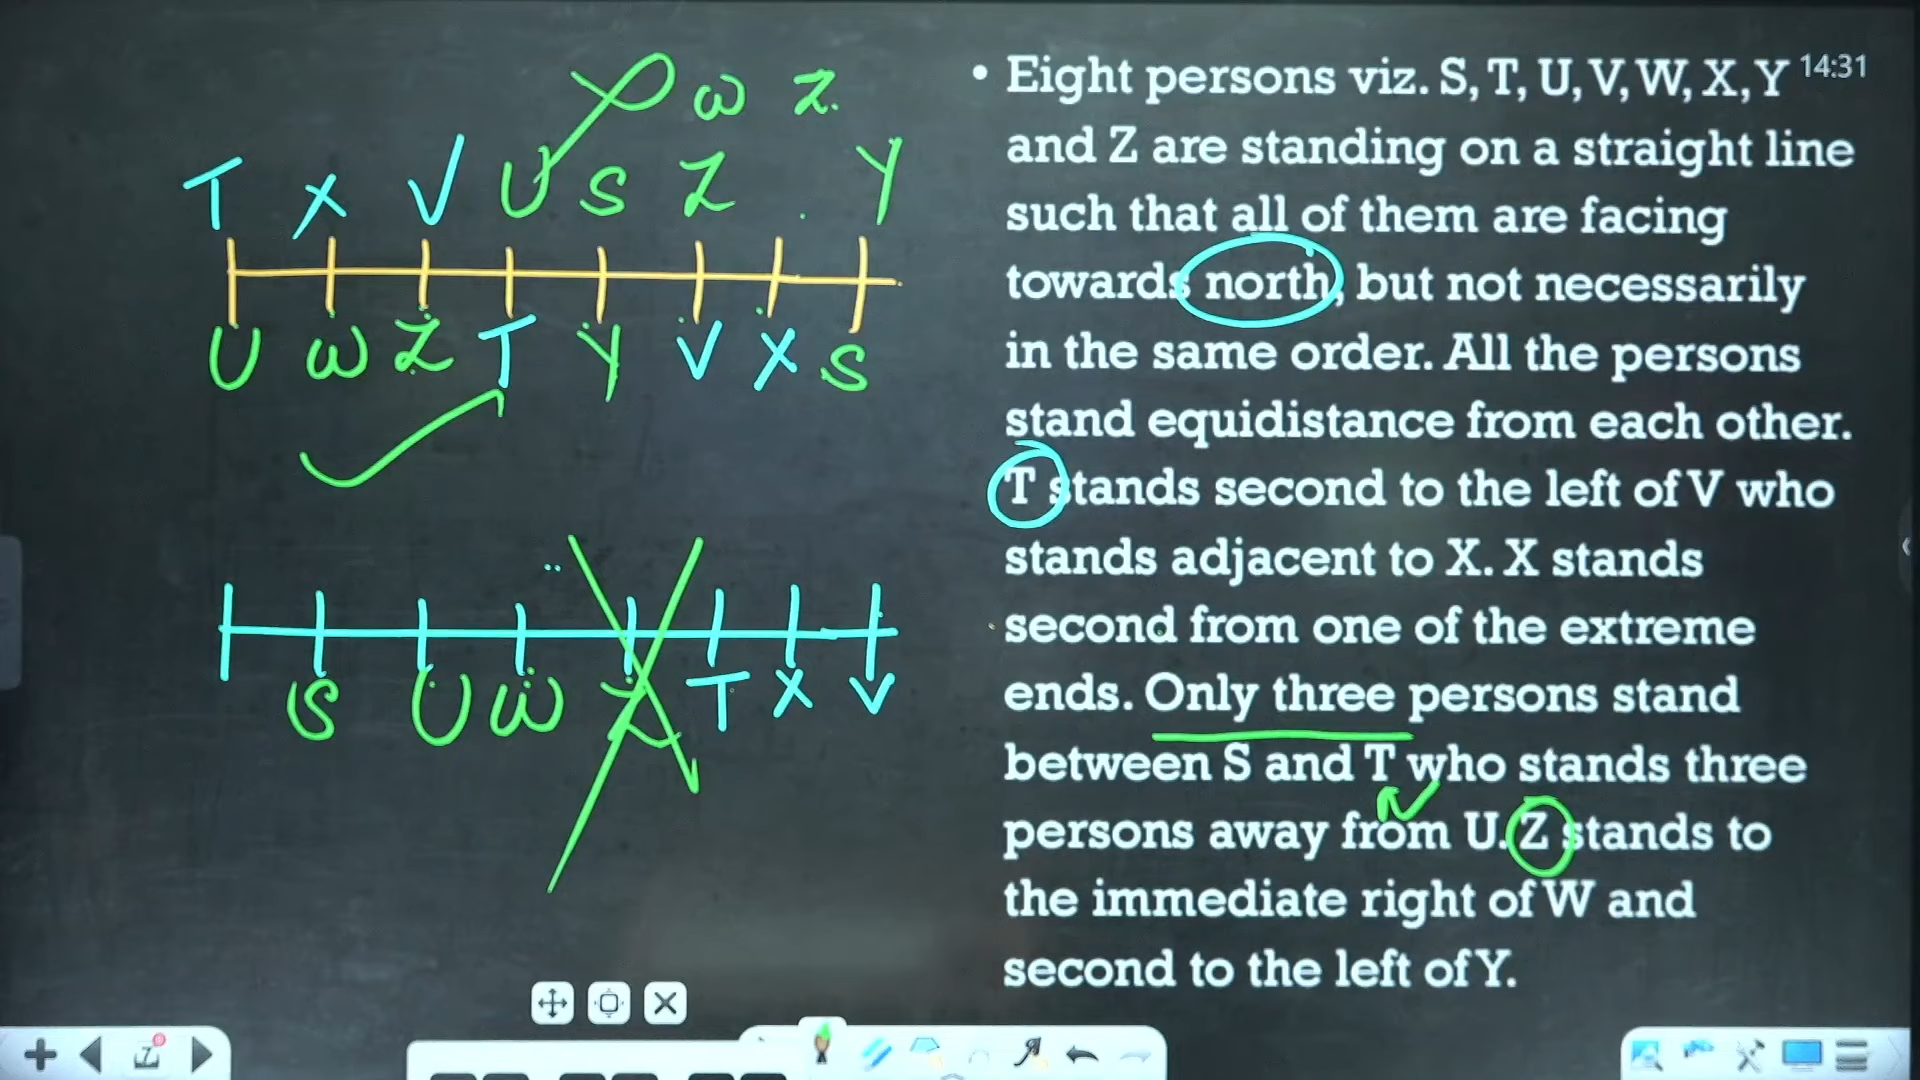 W Z.
T X V U S Z . Y
U W Z T Y V X S
S U W Z T X V
• Eight persons viz. S, T, U, V, W, X, Y 14:31
and Z are standing on a straight line
such that all of them are facing
towards north, but not necessarily
in the same order. All the persons
stand equidistance from each other.
T stands second to the left of V who
stands adjacent to X. X stands
second from one of the extreme
ends. Only three persons stand
between S and T who stands three
persons away from U. Z stands to
the immediate right of W and
second to the left of Y.